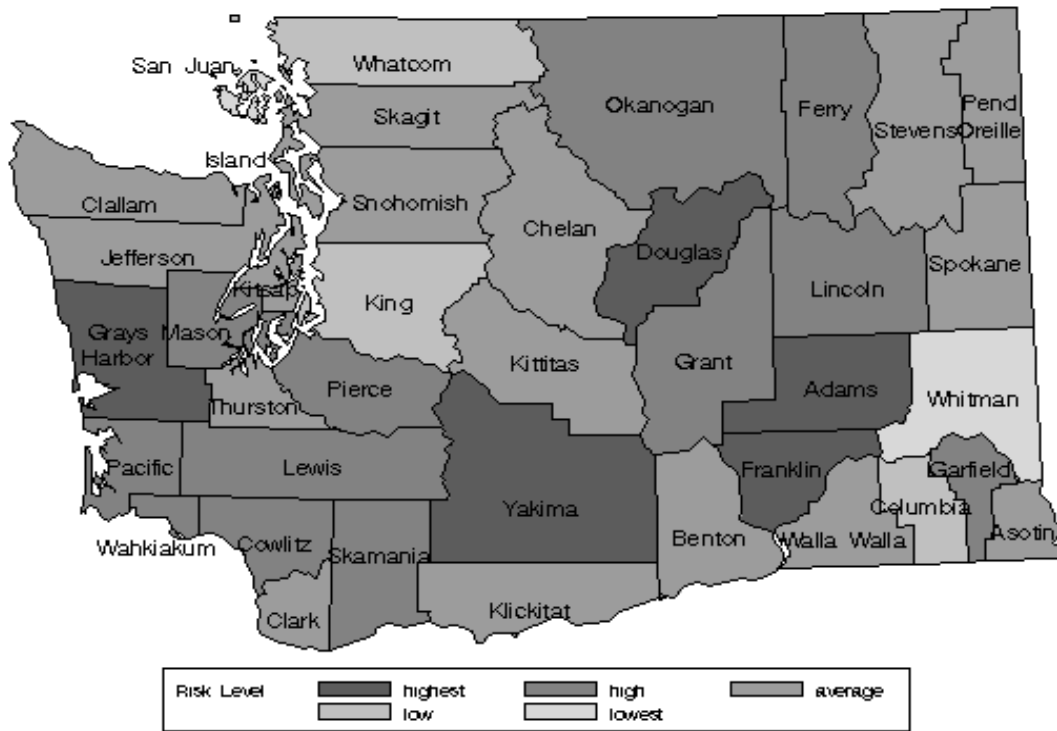 San Juan
Whatcom
Okanogan
Ferry
Stevens
Pend
Oreille
Skagit
Island
Clallam
Snohomish
Chelan
Douglas
Jefferson
Kitsap
King
Lincoln
Spokane
Grays
Harbor
Mason
Kittitas
Grant
Adams
Whitman
Thurston
Pierce
Pacific
Lewis
Yakima
Franklin
Garfield
Columbia
Wahkiakum
Cowlitz
Skamania
Benton
Walla Walla
Asotin
Clark
Klickitat
Risk Level
highest
high
average
low
lowest